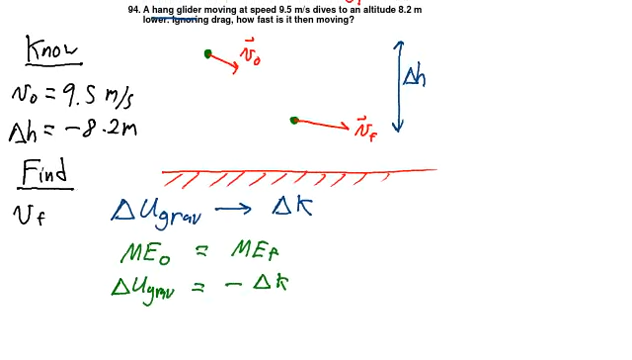 94. A hang glider moving at speed 9.5 m/s dives to an altitude 8.2 m
lower. Ignoring drag, how fast is it then moving?
Know
v₀ = 9.5 m/s
Δh = -8.2m
Find
v_f
v⃗₀
Δh
v⃗_f
ΔU_grav → ΔK
ME₀ = ME_f
ΔU_grav = - ΔK